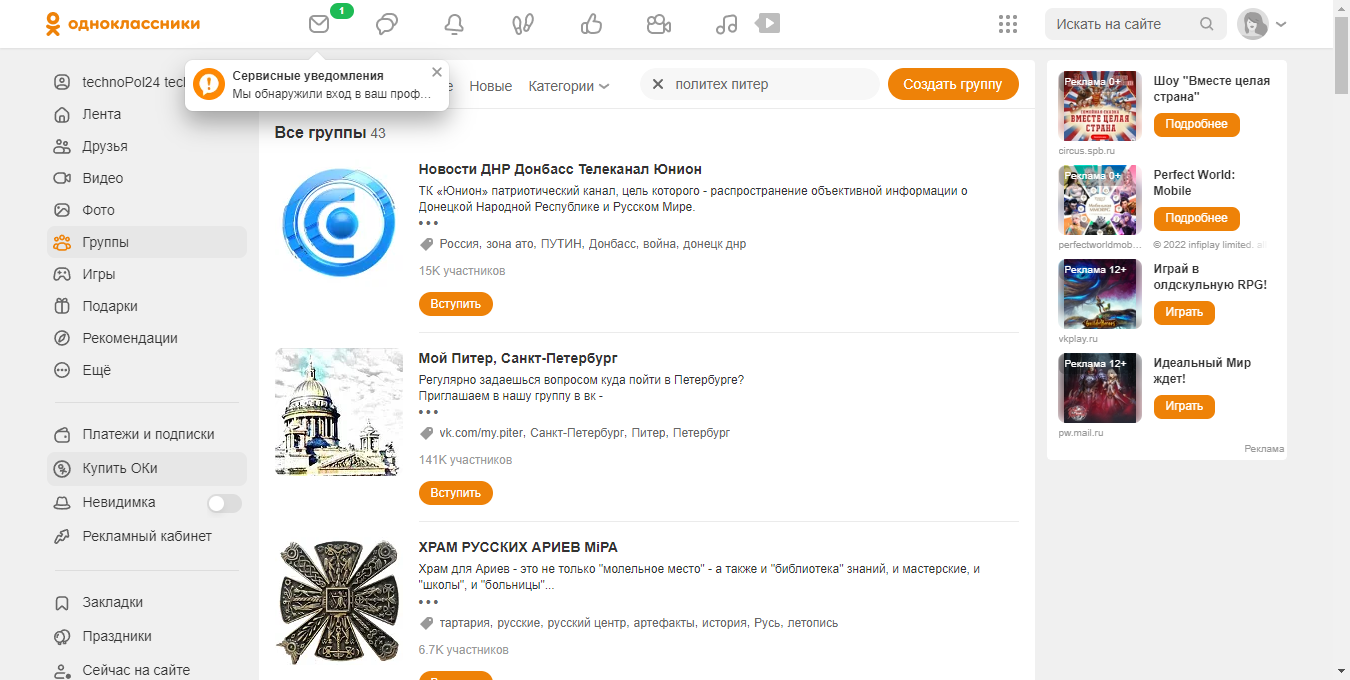 одноклассники
1
Искать на сайте
technoPol24 tech
Лента
Друзья
Видео
Фото
Группы
Игры
Подарки
Рекомендации
Ещё
Платежи и подписки
Купить ОКи
Невидимка
Рекламный кабинет
Закладки
Праздники
Сейчас на сайте
Сервисные уведомления
Мы обнаружили вход в ваш проф…
Новые
Категории
политех питер
Создать группу
Все группы 43
Новости ДНР Донбасс Телеканал Юнион
ТК «Юнион» патриотический канал, цель которого - распространение объективной информации о
Донецкой Народной Республике и Русском Мире.
Россия, зона ато, ПУТИН, Донбасс, война, донецк днр
15K участников
Вступить
Мой Питер, Санкт-Петербург
Регулярно задаешься вопросом куда пойти в Петербурге?
Приглашаем в нашу группу в вк -
vk.com/my.piter, Санкт-Петербург, Питер, Петербург
141K участников
Вступить
ХРАМ РУССКИХ АРИЕВ МiРА
Храм для Ариев - это не только "молельное место" - а также и "библиотека" знаний, и мастерские, и
"школы", и "больницы"...
тартария, русские, русский центр, артефакты, история, Русь, летопись
6.7K участников
Реклама 0+
ВМЕСТЕ ЦЕЛАЯ
СТРАНА
Шоу "Вместе целая
страна"
Подробнее
circus.spb.ru
Реклама 0+
Perfect World:
Mobile
Подробнее
perfectworldmob…
© 2022 infiplay limited. all
Реклама 12+
Играй в
олдскульную RPG!
Играть
vkplay.ru
Реклама 12+
Идеальный Мир
ждет!
Играть
pw.mail.ru
Реклама